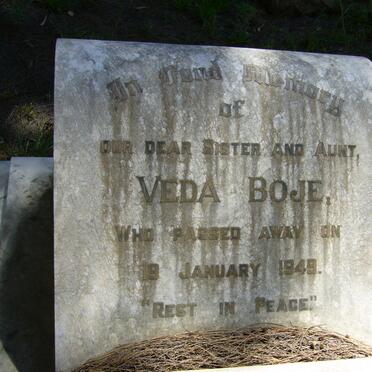 In Fond Memory
of
our dear Sister and Aunt,
Veda Boje,
Who passed away on
January 1949.
"Rest in Peace"